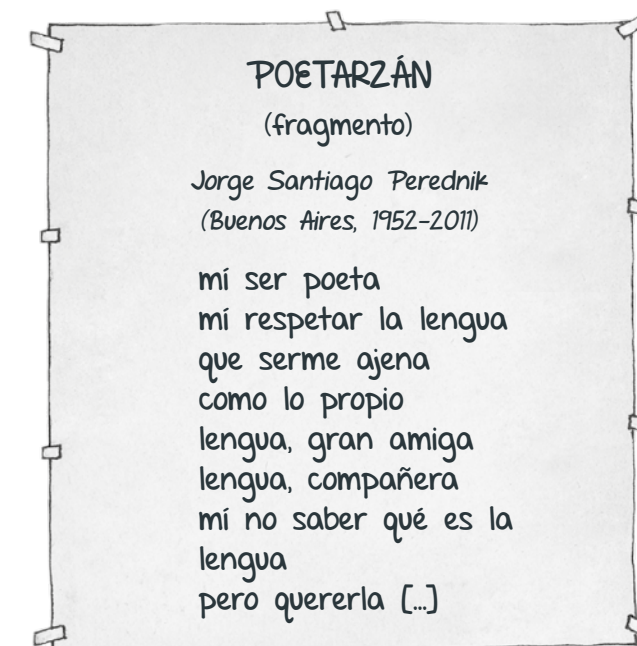 POETARZÁN
(fragmento)
Jorge Santiago Perednik
(Buenos Aires, 1952-2011)
mí ser poeta
mí respetar la lengua
que serme ajena
como lo propio
lengua, gran amiga
lengua, compañera
mí no saber qué es la
lengua
pero quererla [...]